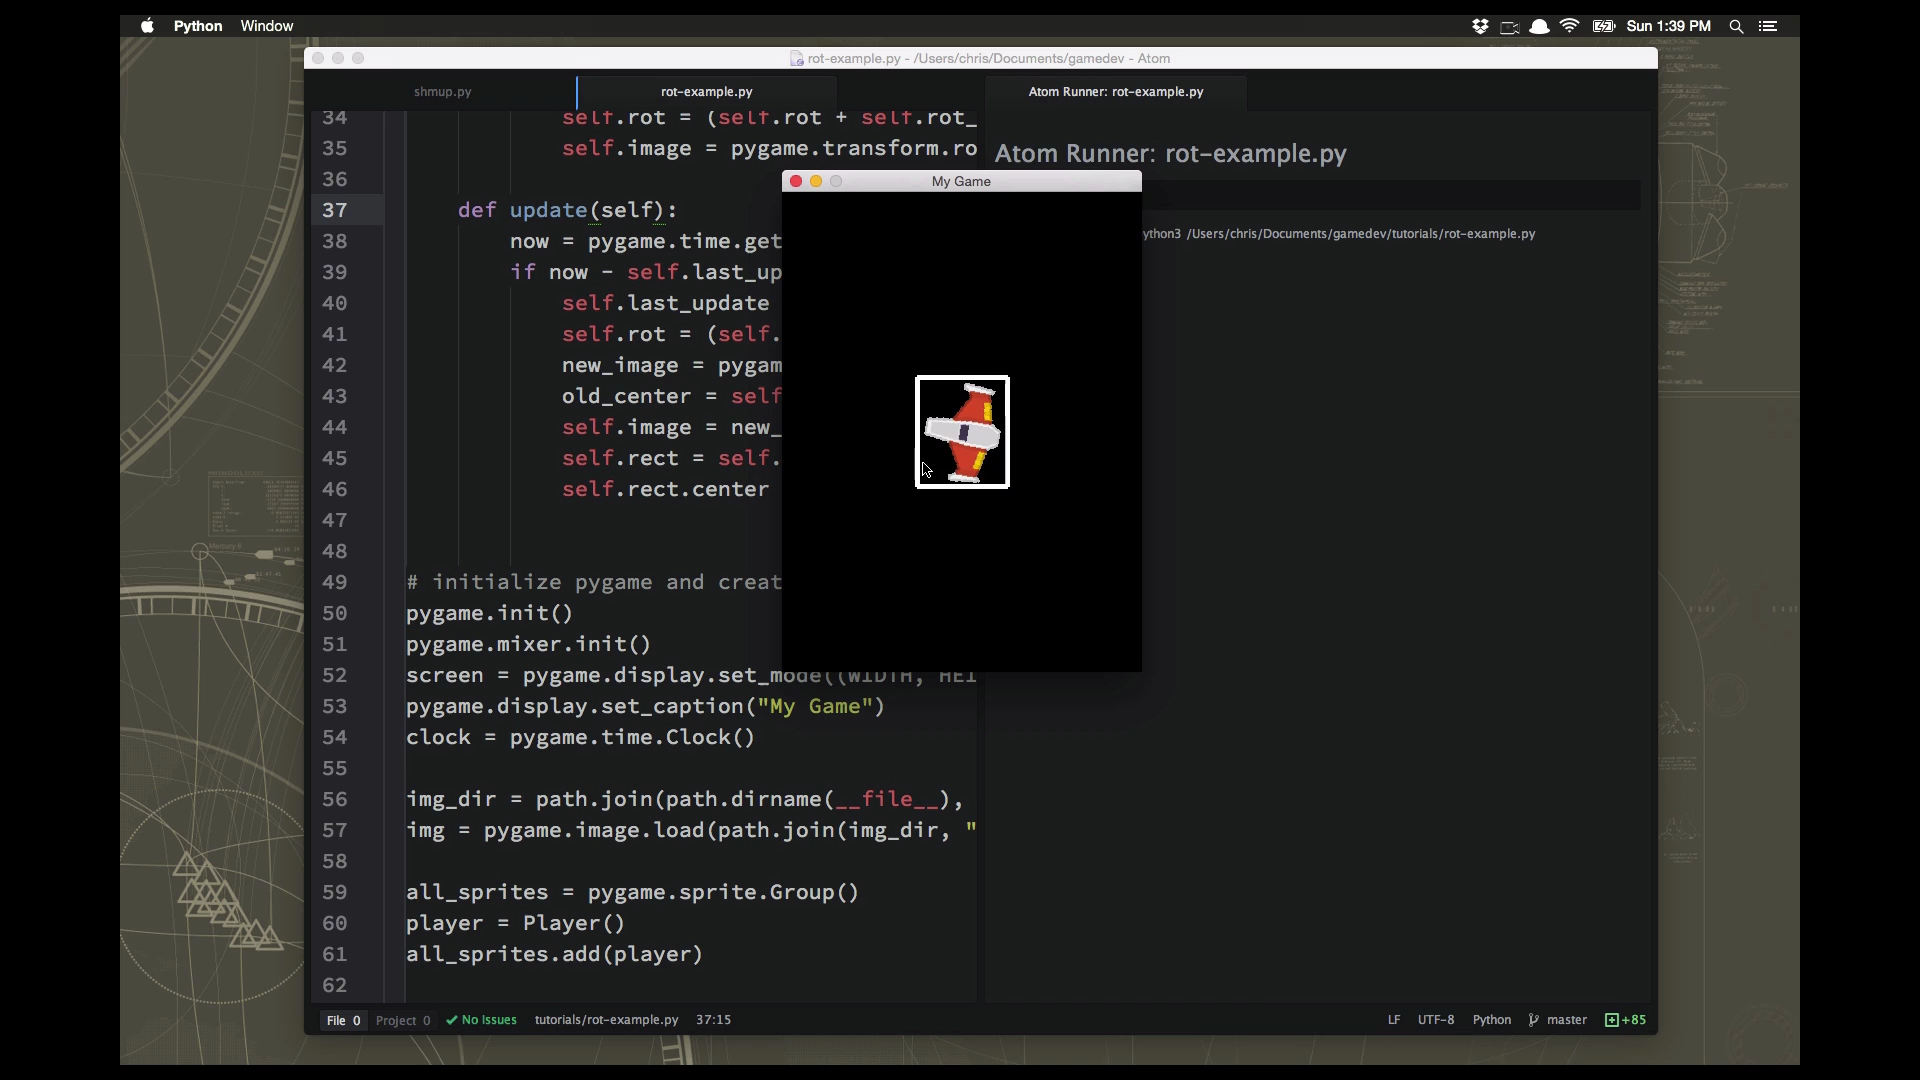 Python Window
Sun 1:39 PM
rot-example.py - /Users/chris/Documents/gamedev - Atom
shmup.py
rot-example.py
Atom Runner: rot-example.py
34 self.rot = (self.rot + self.rot_
35 self.image = pygame.transform.ro
36
37 def update(self):
38 now = pygame.time.get
39 if now - self.last_up
40 self.last_update
41 self.rot = (self.
42 new_image = pygam
43 old_center = self
44 self.image = new_
45 self.rect = self.
46 self.rect.center
47
48
49 # initialize pygame and creat
50 pygame.init()
51 pygame.mixer.init()
52 screen = pygame.display.set_mode((WIDTH, HEI
53 pygame.display.set_caption("My Game")
54 clock = pygame.time.Clock()
55
56 img_dir = path.join(path.dirname(__file__),
57 img = pygame.image.load(path.join(img_dir, "
58
59 all_sprites = pygame.sprite.Group()
60 player = Player()
61 all_sprites.add(player)
62
Atom Runner: rot-example.py
My Game
ython3 /Users/chris/Documents/gamedev/tutorials/rot-example.py
File 0 Project 0 No Issues tutorials/rot-example.py 37:15
LF UTF-8 Python master +85